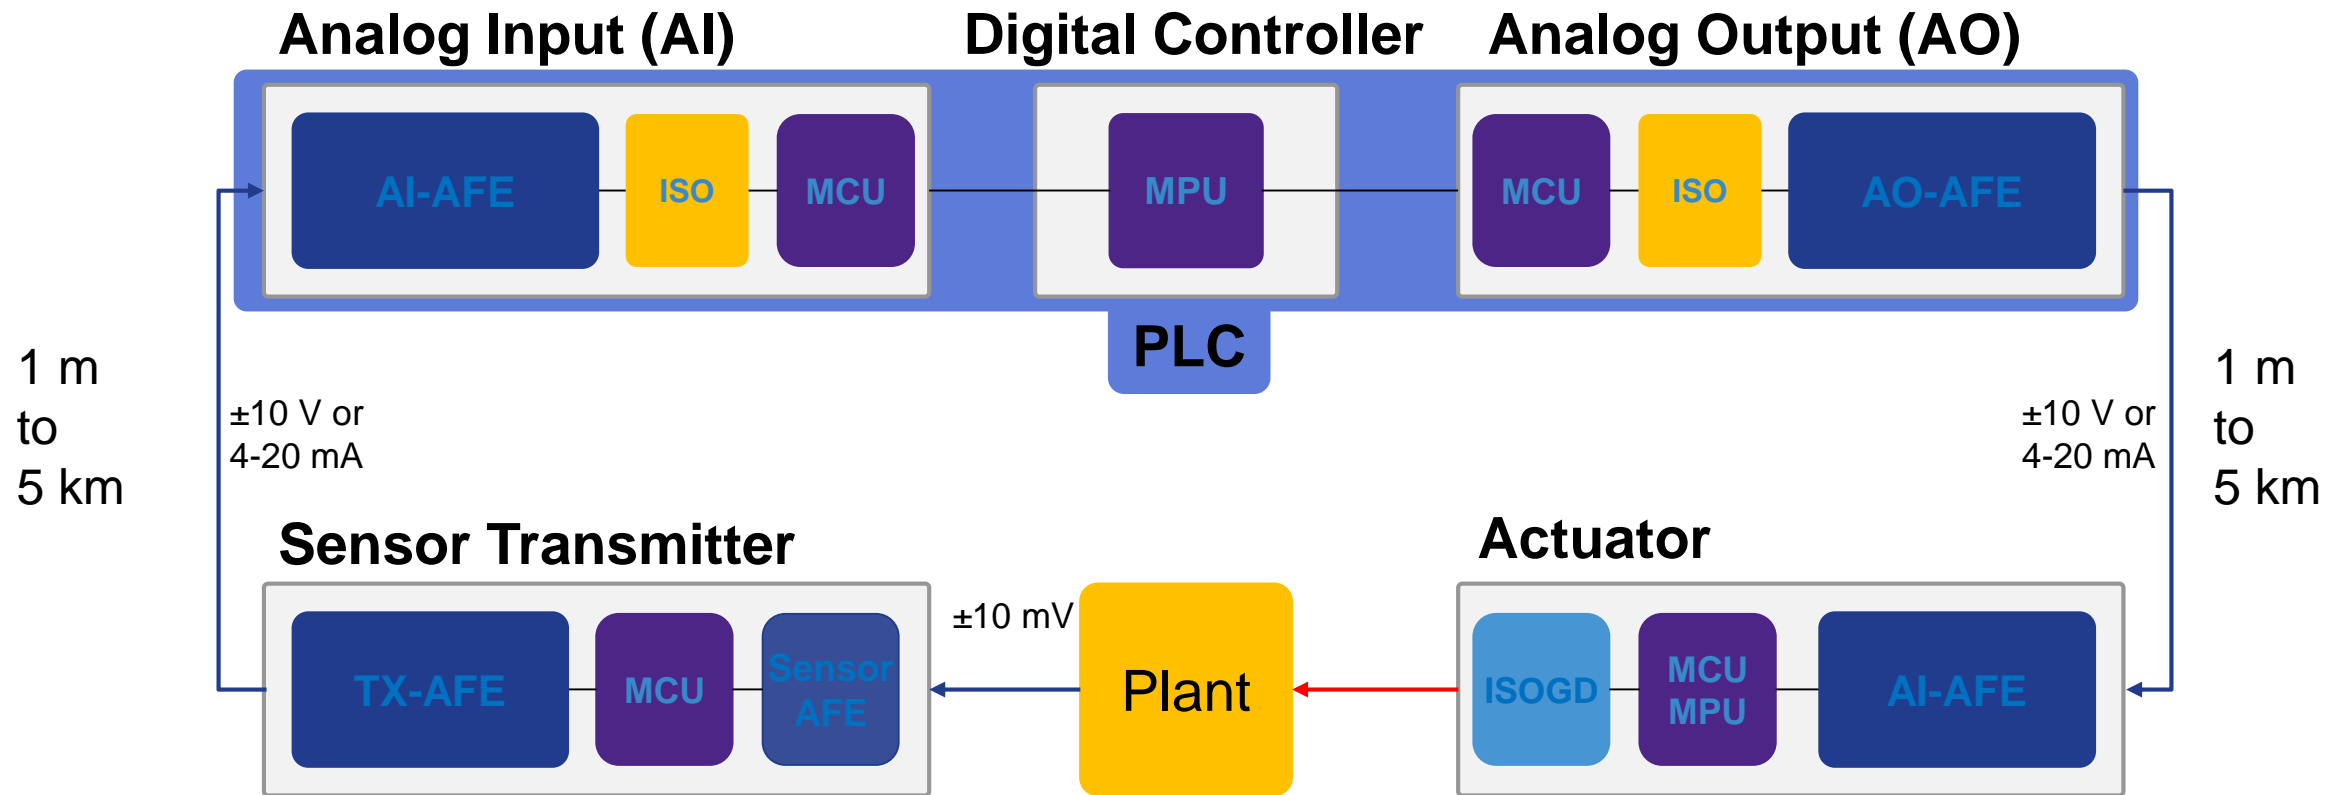 Analog Input (AI)
Digital Controller
Analog Output (AO)
AI-AFE
ISO
MCU
MPU
MCU
ISO
AO-AFE
PLC
1 m
to
5 km
±10 V or
4-20 mA
±10 V or
4-20 mA
1 m
to
5 km
Sensor Transmitter
Actuator
TX-AFE
MCU
Sensor
AFE
±10 mV
Plant
ISOGD
MCU
MPU
AI-AFE